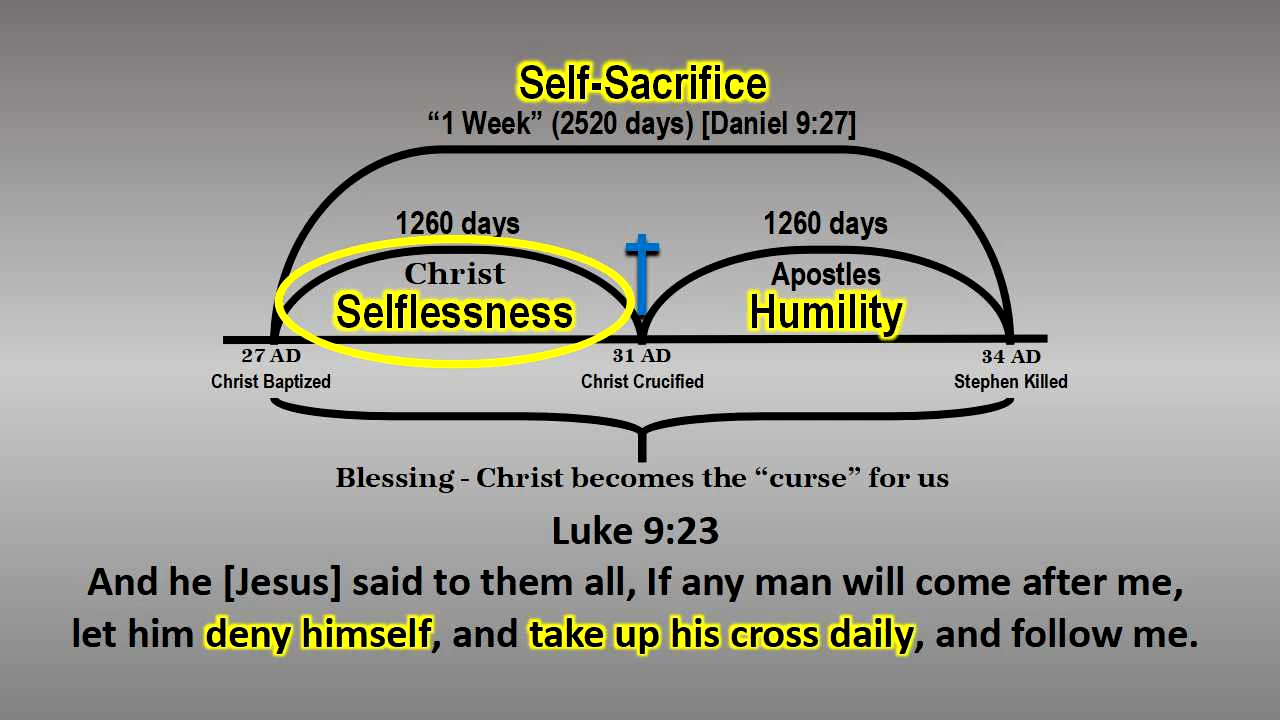 Self-Sacrifice
“1 Week” (2520 days) [Daniel 9:27]
1260 days
1260 days
Christ
Apostles
Selflessness
Humility
27 AD
31 AD
34 AD
Christ Baptized
Christ Crucified
Stephen Killed
Blessing - Christ becomes the “curse” for us
Luke 9:23
And he [Jesus] said to them all, If any man will come after me,
let him deny himself, and take up his cross daily, and follow me.